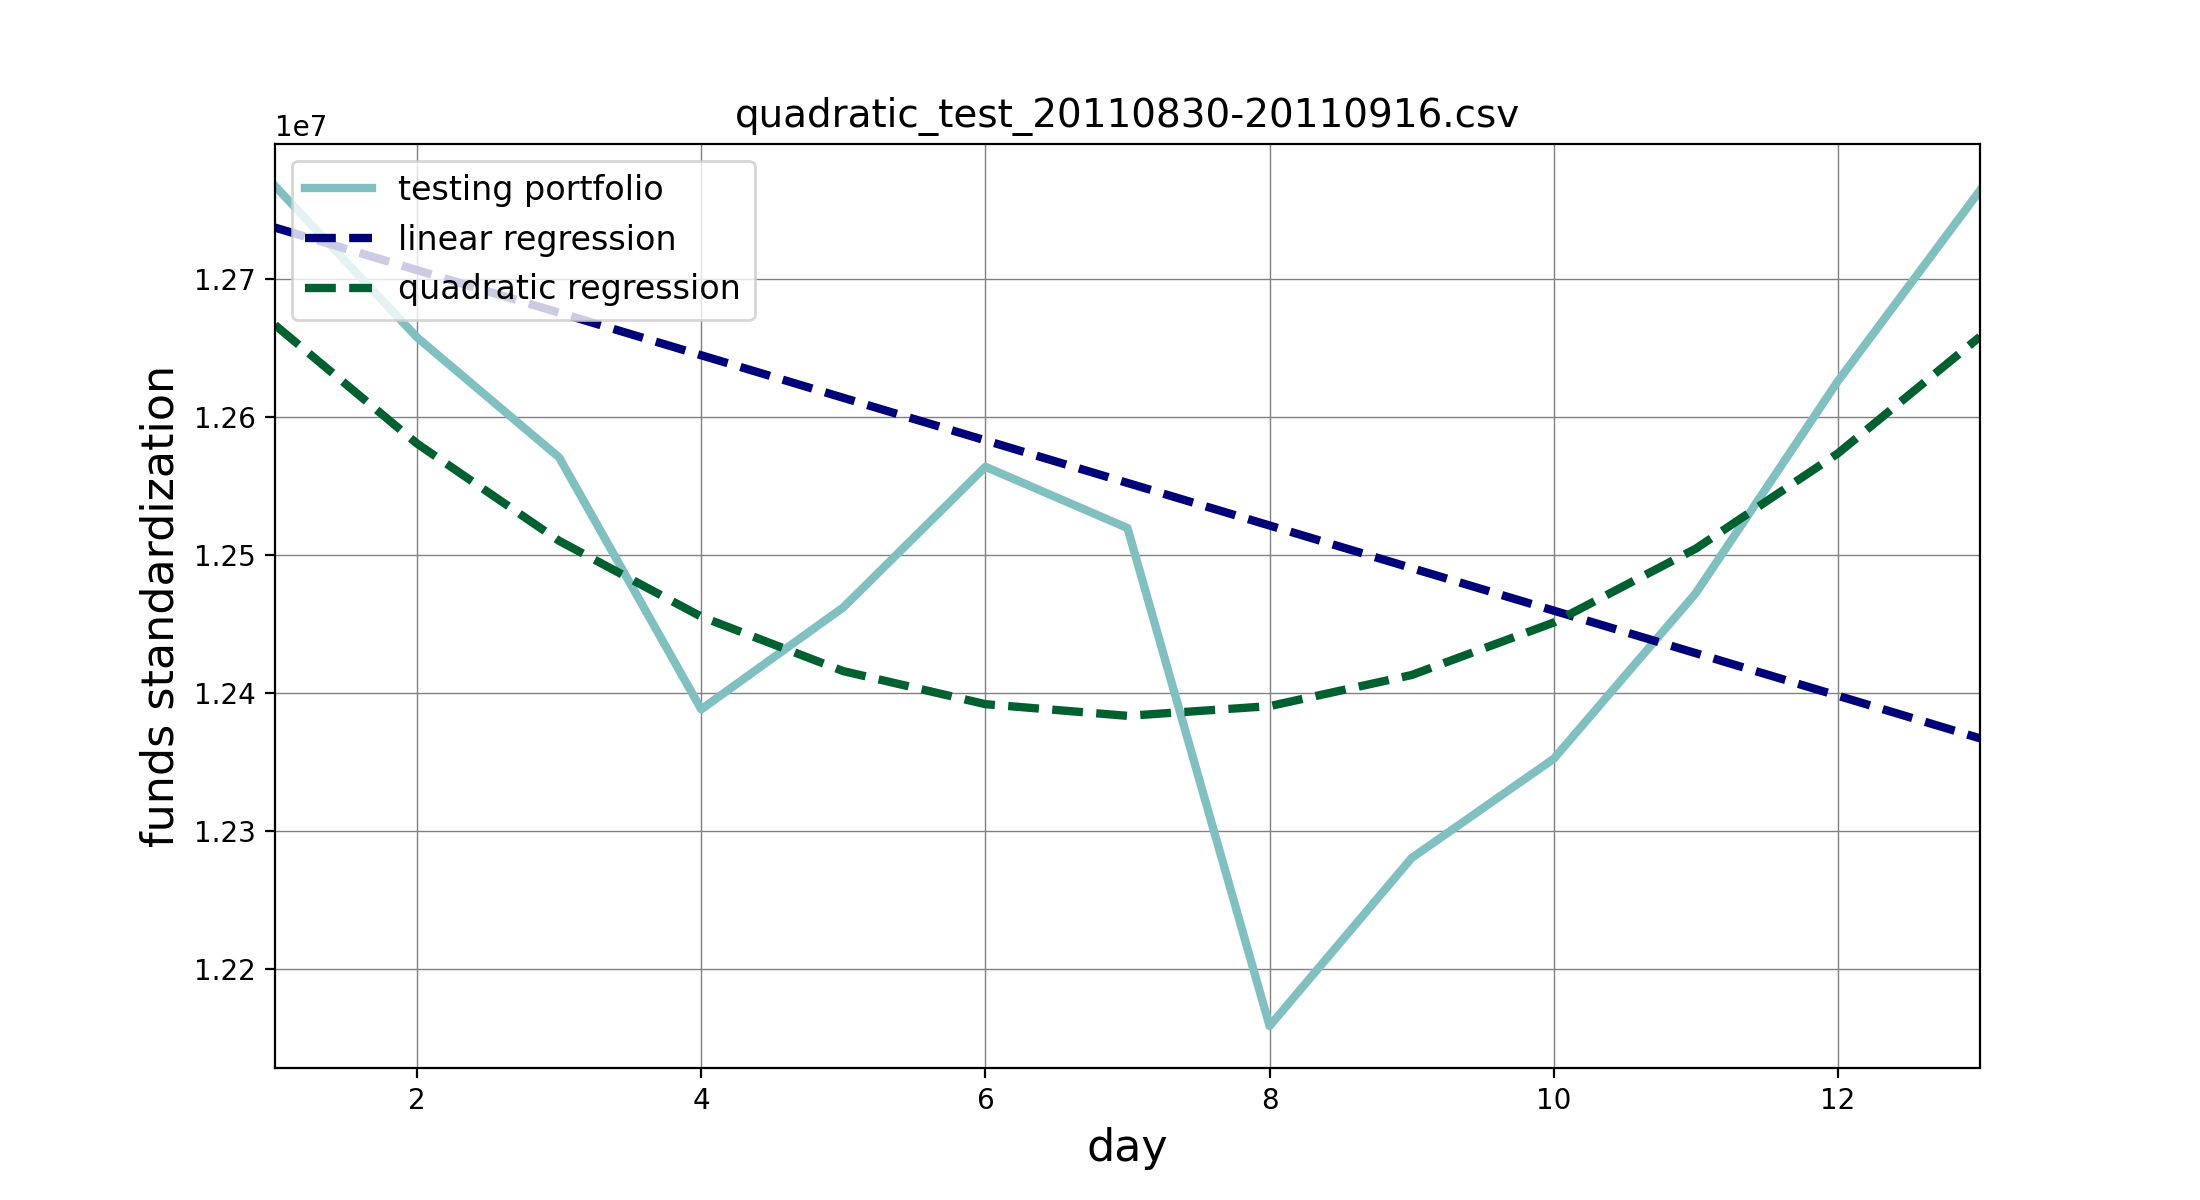 quadratic_test_20110830-20110916.csv
1e7
testing portfolio
linear regression
quadratic regression
funds standardization
1.27
1.26
1.25
1.24
1.23
1.22
2 4 6 8 10 12
day